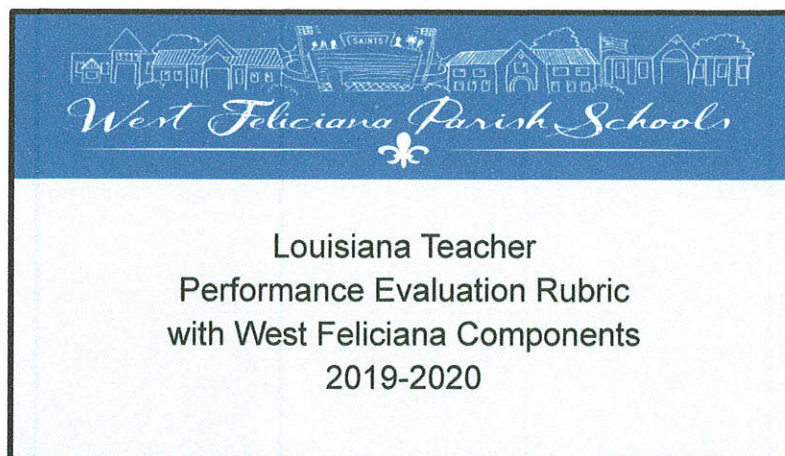 SAINTS
West Feliciana Parish Schools
Louisiana Teacher
Performance Evaluation Rubric
with West Feliciana Components
2019-2020